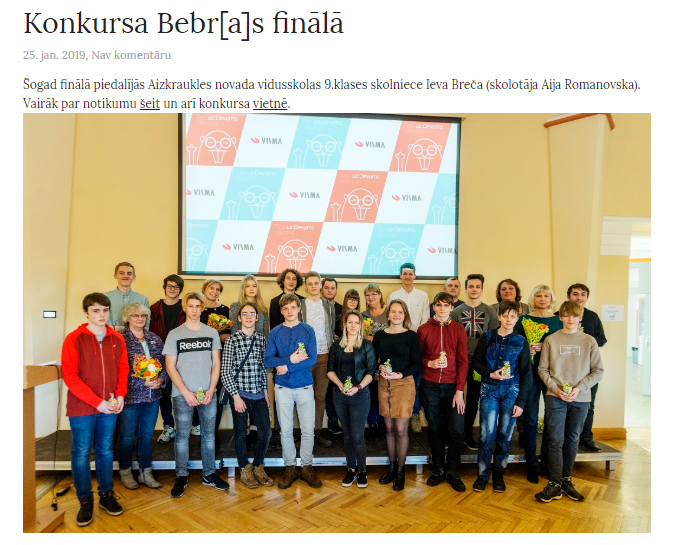 Konkursa Bebr[a]s finālā
25. jan. 2019, Nav komentāru
Šogad finālā piedalījās Aizkraukles novada vidusskolas 9.klases skolniece Ieva Breča (skolotāja Aija Romanovska).
Vairāk par notikumu šeit un arī konkursa vietnē.
VISMA
VISMA
VISMA
VISMA
VISMA
VISMA
VISMA
VISMA
Reebok